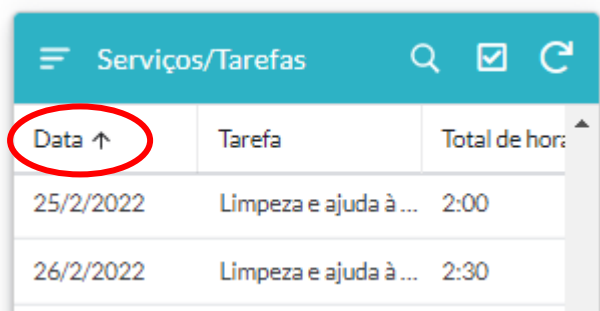 Serviços/Tarefas
Data ↑ Tarefa Total de hora
25/2/2022 Limpeza e ajuda à ... 2:00
26/2/2022 Limpeza e ajuda à ... 2:30